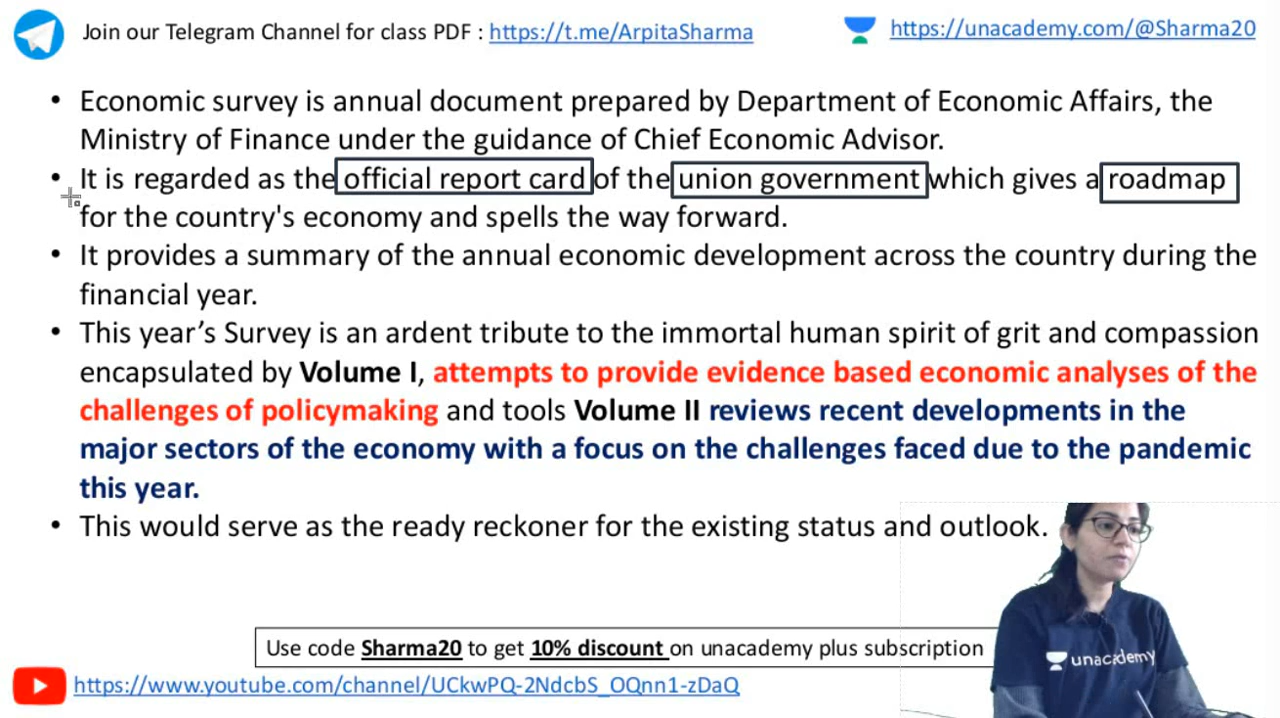 Join our Telegram Channel for class PDF : https://t.me/ArpitaSharma
https://unacademy.com/@Sharma20
• Economic survey is annual document prepared by Department of Economic Affairs, the
Ministry of Finance under the guidance of Chief Economic Advisor.
• It is regarded as the official report card of the union government which gives a roadmap
for the country's economy and spells the way forward.
• It provides a summary of the annual economic development across the country during the
financial year.
• This year’s Survey is an ardent tribute to the immortal human spirit of grit and compassion
encapsulated by Volume I, attempts to provide evidence based economic analyses of the
challenges of policymaking and tools Volume II reviews recent developments in the
major sectors of the economy with a focus on the challenges faced due to the pandemic
this year.
• This would serve as the ready reckoner for the existing status and outlook.
unacademy
Use code Sharma20 to get 10% discount on unacademy plus subscription
https://www.youtube.com/channel/UCkwPQ-2NdcbS_OQnn1-zDaQ